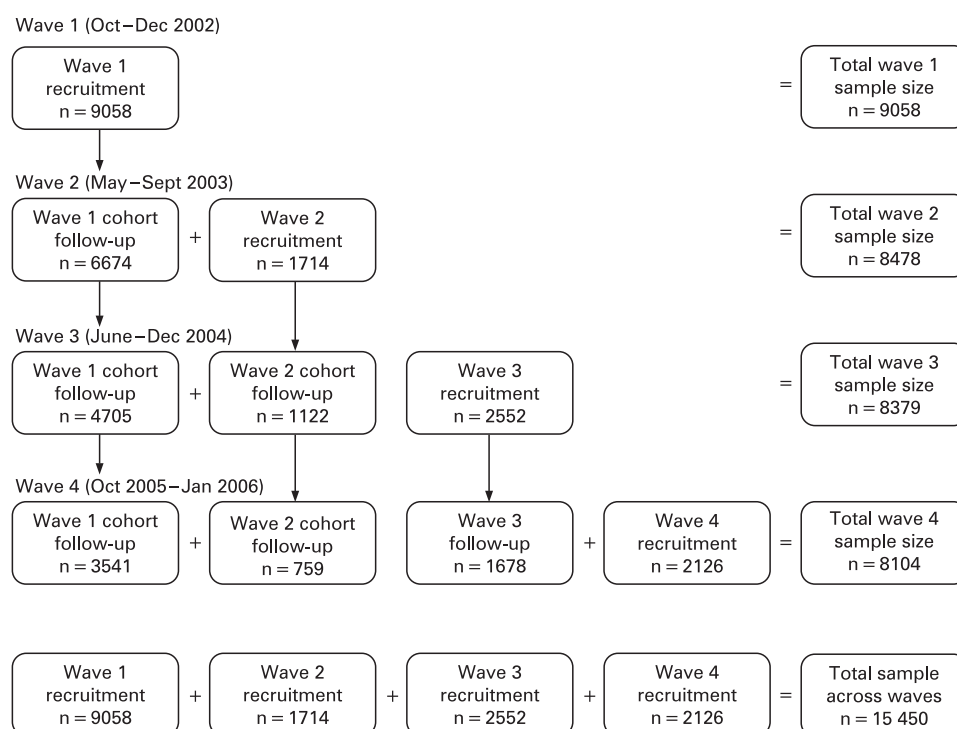 Wave 1 (Oct–Dec 2002)
Wave 1
recruitment
n = 9058
=
Total wave 1
sample size
n = 9058
Wave 2 (May–Sept 2003)
Wave 1 cohort
follow-up
n = 6674
+
Wave 2
recruitment
n = 1714
=
Total wave 2
sample size
n = 8478
Wave 3 (June–Dec 2004)
Wave 1 cohort
follow-up
n = 4705
+
Wave 2 cohort
follow-up
n = 1122
Wave 3
recruitment
n = 2552
=
Total wave 3
sample size
n = 8379
Wave 4 (Oct 2005–Jan 2006)
Wave 1 cohort
follow-up
n = 3541
+
Wave 2 cohort
follow-up
n = 759
Wave 3
follow-up
n = 1678
+
Wave 4
recruitment
n = 2126
=
Total wave 4
sample size
n = 8104
Wave 1
recruitment
n = 9058
+
Wave 2
recruitment
n = 1714
+
Wave 3
recruitment
n = 2552
+
Wave 4
recruitment
n = 2126
=
Total sample
across waves
n = 15 450